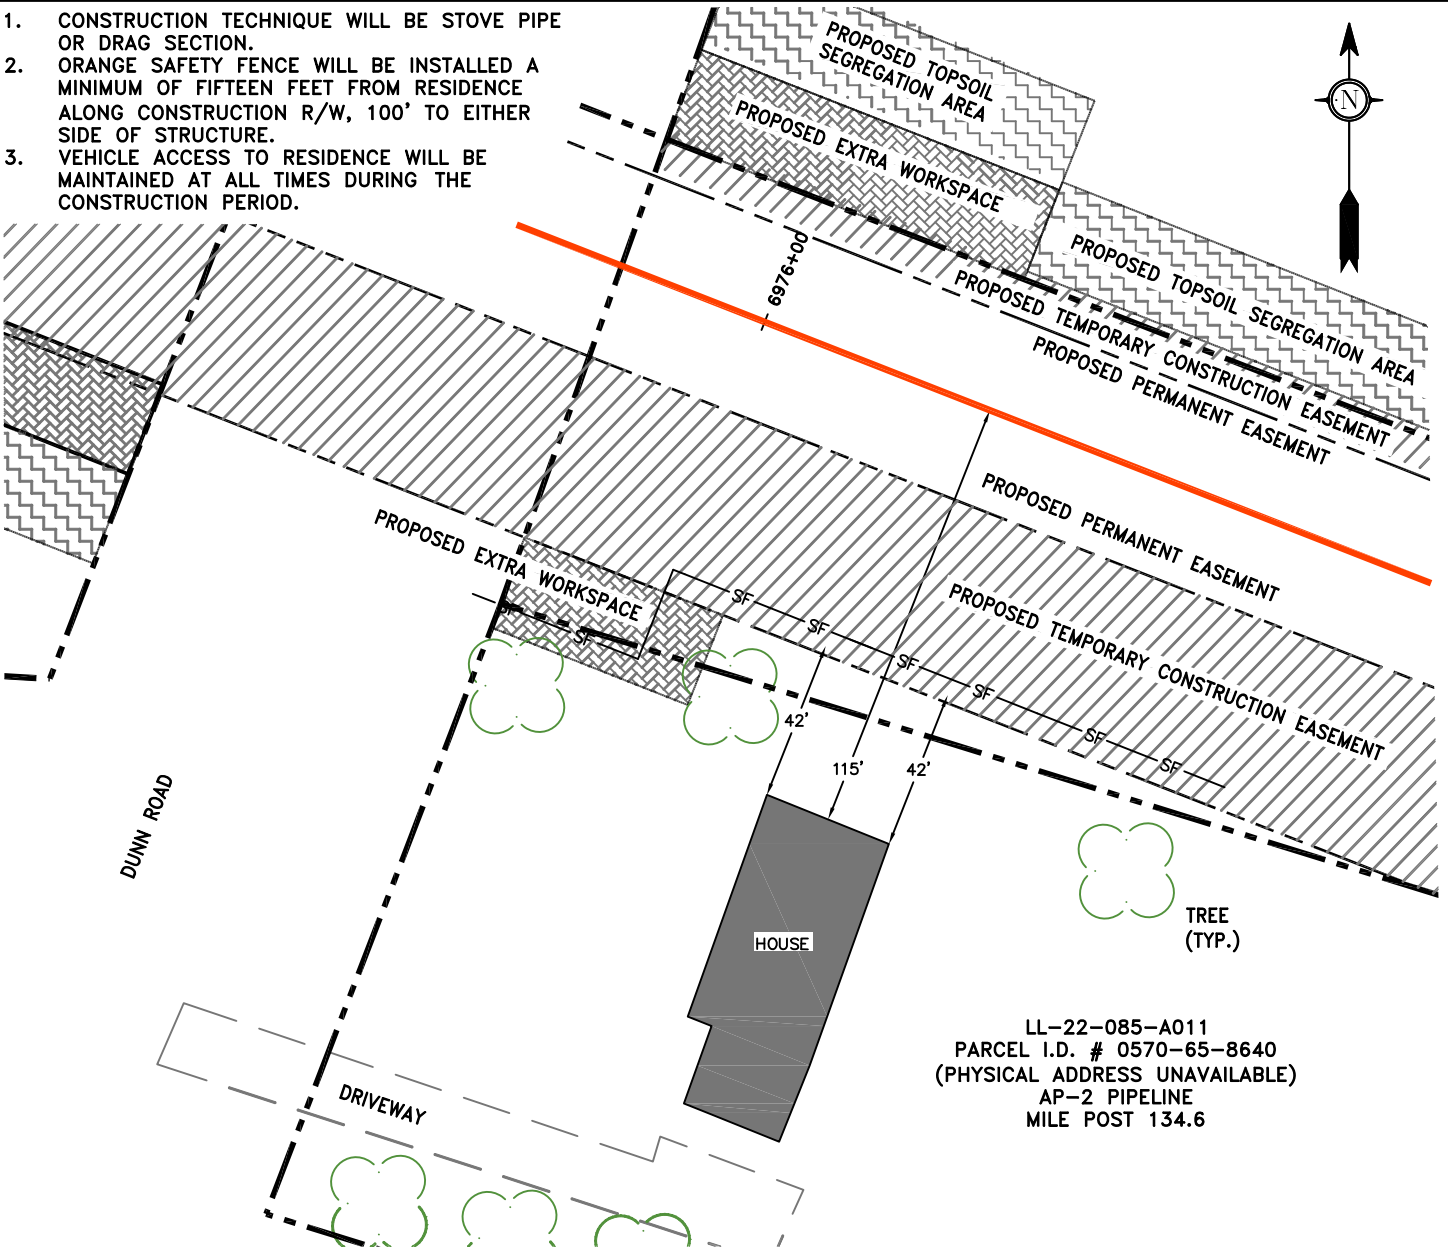 1. CONSTRUCTION TECHNIQUE WILL BE STOVE PIPE
OR DRAG SECTION.
2. ORANGE SAFETY FENCE WILL BE INSTALLED A
MINIMUM OF FIFTEEN FEET FROM RESIDENCE
ALONG CONSTRUCTION R/W, 100' TO EITHER
SIDE OF STRUCTURE.
3. VEHICLE ACCESS TO RESIDENCE WILL BE
MAINTAINED AT ALL TIMES DURING THE
CONSTRUCTION PERIOD.
PROPOSED TOPSOIL
SEGREGATION AREA
PROPOSED EXTRA WORKSPACE
N
PROPOSED TOPSOIL SEGREGATION AREA
PROPOSED TEMPORARY CONSTRUCTION EASEMENT
PROPOSED PERMANENT EASEMENT
6976+00
PROPOSED PERMANENT EASEMENT
PROPOSED TEMPORARY CONSTRUCTION EASEMENT
PROPOSED EXTRA WORKSPACE
SF
SF
SF
SF
SF
SF
SF
SF
42'
115'
42'
DUNN ROAD
HOUSE
TREE
(TYP.)
LL-22-085-A011
PARCEL I.D. # 0570-65-8640
(PHYSICAL ADDRESS UNAVAILABLE)
AP-2 PIPELINE
MILE POST 134.6
DRIVEWAY